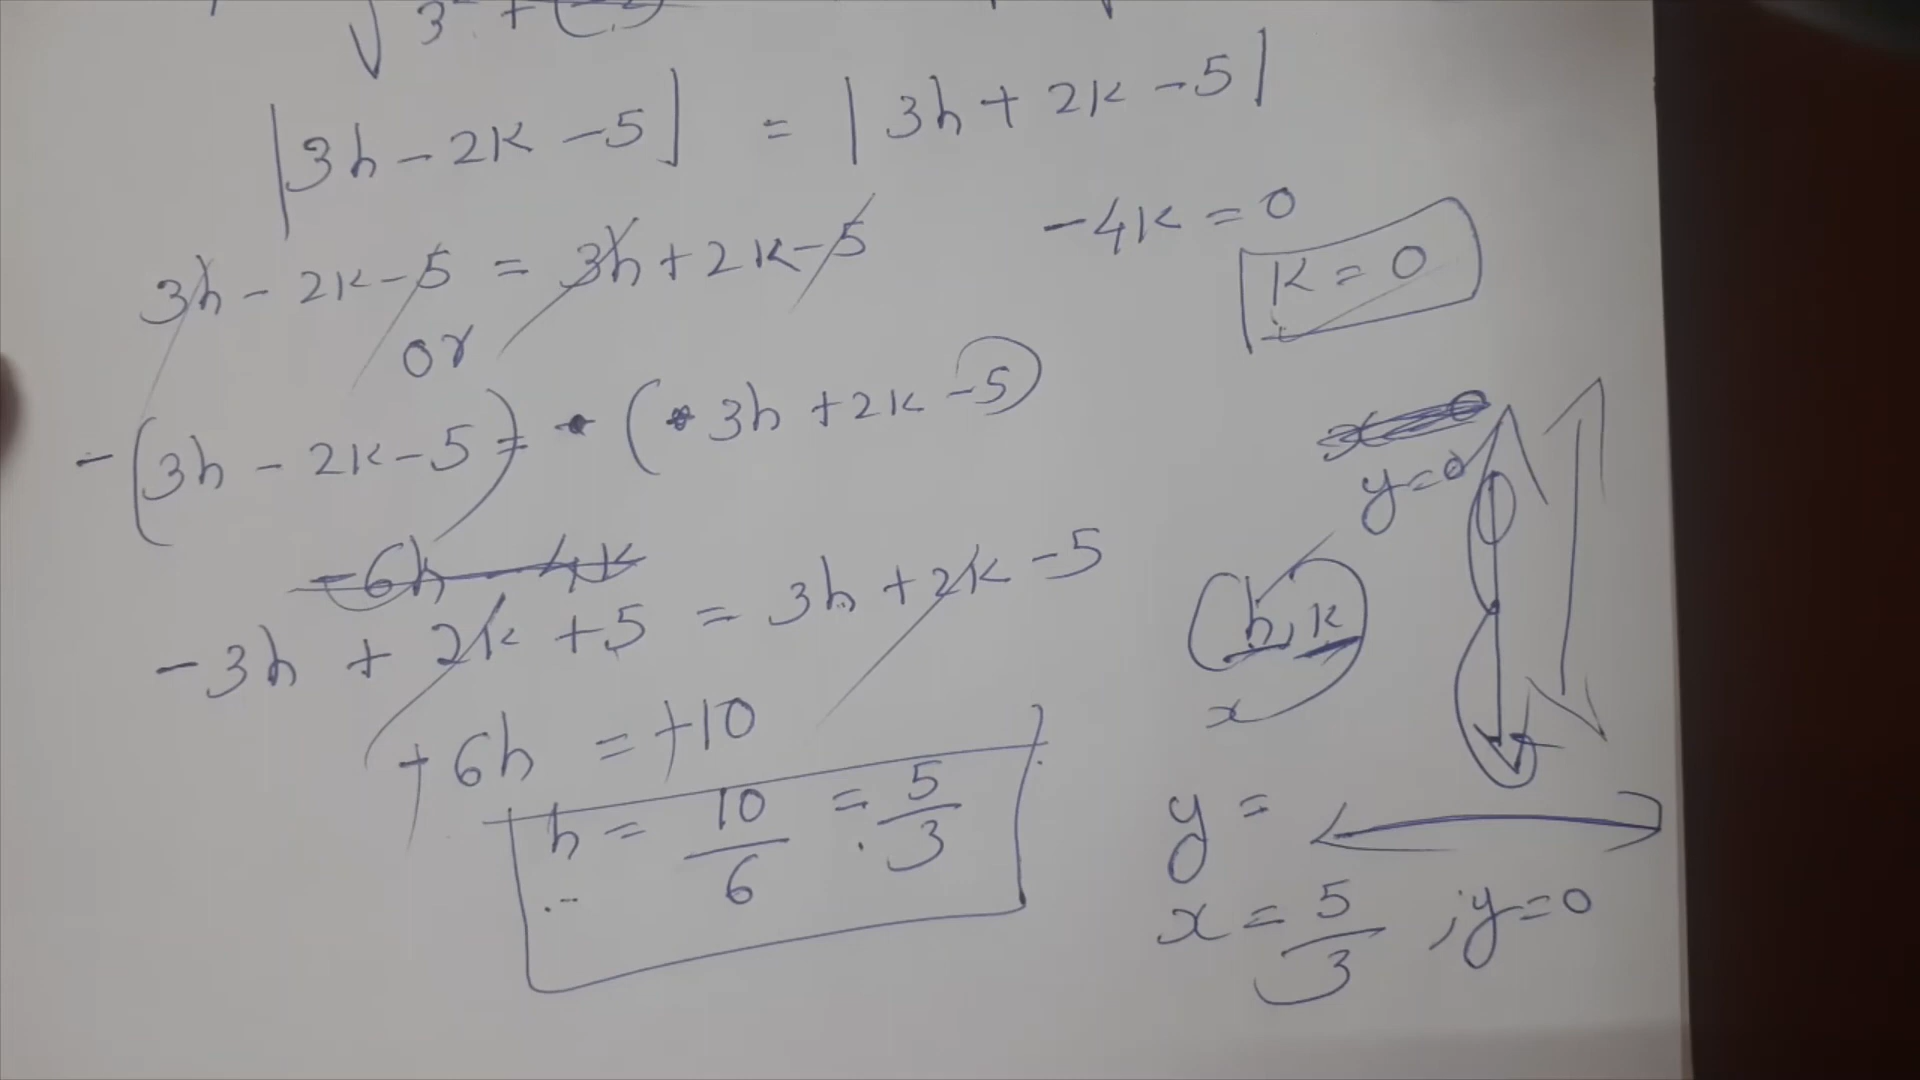 |3h - 2k - 5| = |3h + 2k - 5|
3h - 2k - 5 = 3h + 2k - 5
-4k = 0
k = 0
or
-(3h - 2k - 5) = (3h + 2k - 5)
-6h - 4k
-3h + 2k + 5 = 3h + 2k - 5
+6h = +10
h = 10/6 = 5/3
y = 0
(h, k)
x
y =
x = 5/3 ; y = 0